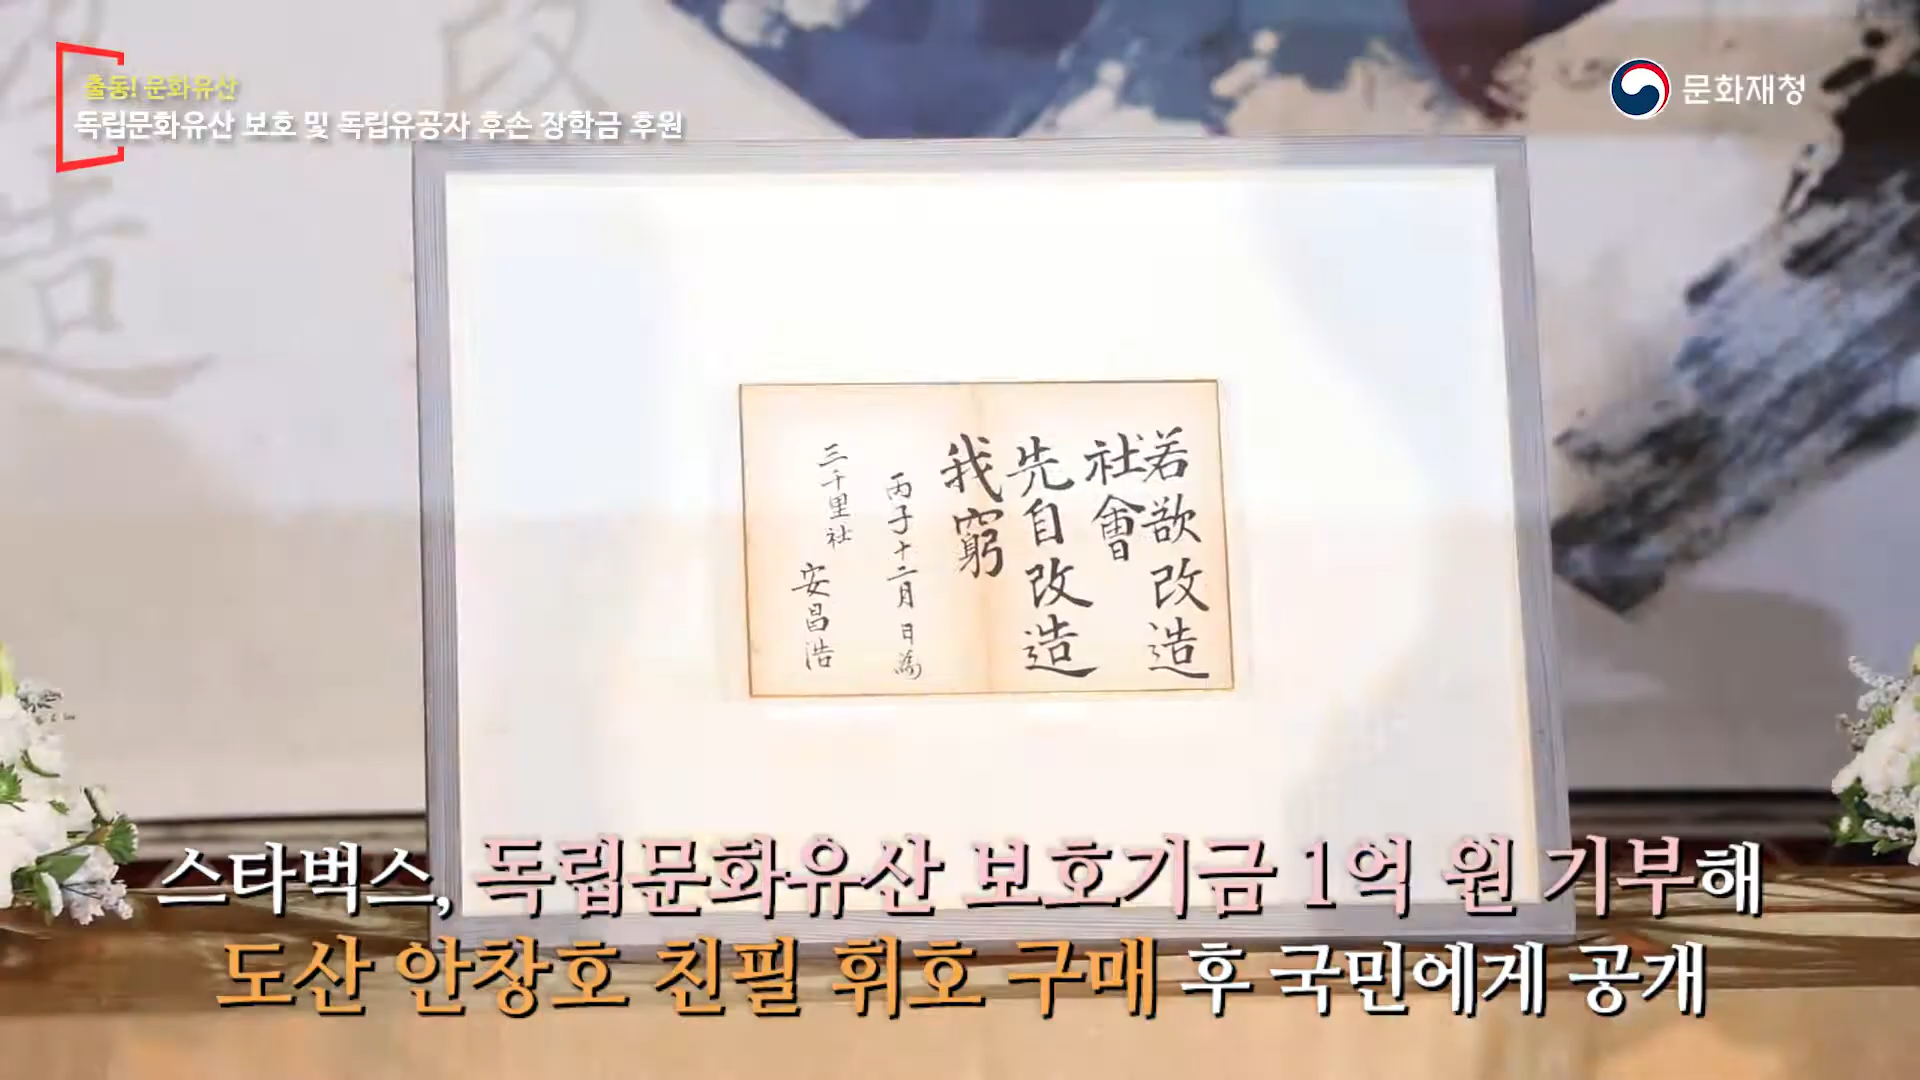 출동! 문화유산
독립문화유산 보호 및 독립유공자 후손 장학금 후원
문화재청
若欲改造
社會
先自改造
我窮
丙子十二月 日 為
三千里社
安昌浩
스타벅스, 독립문화유산 보호기금 1억 원 기부해
도산 안창호 친필 휘호 구매 후 국민에게 공개